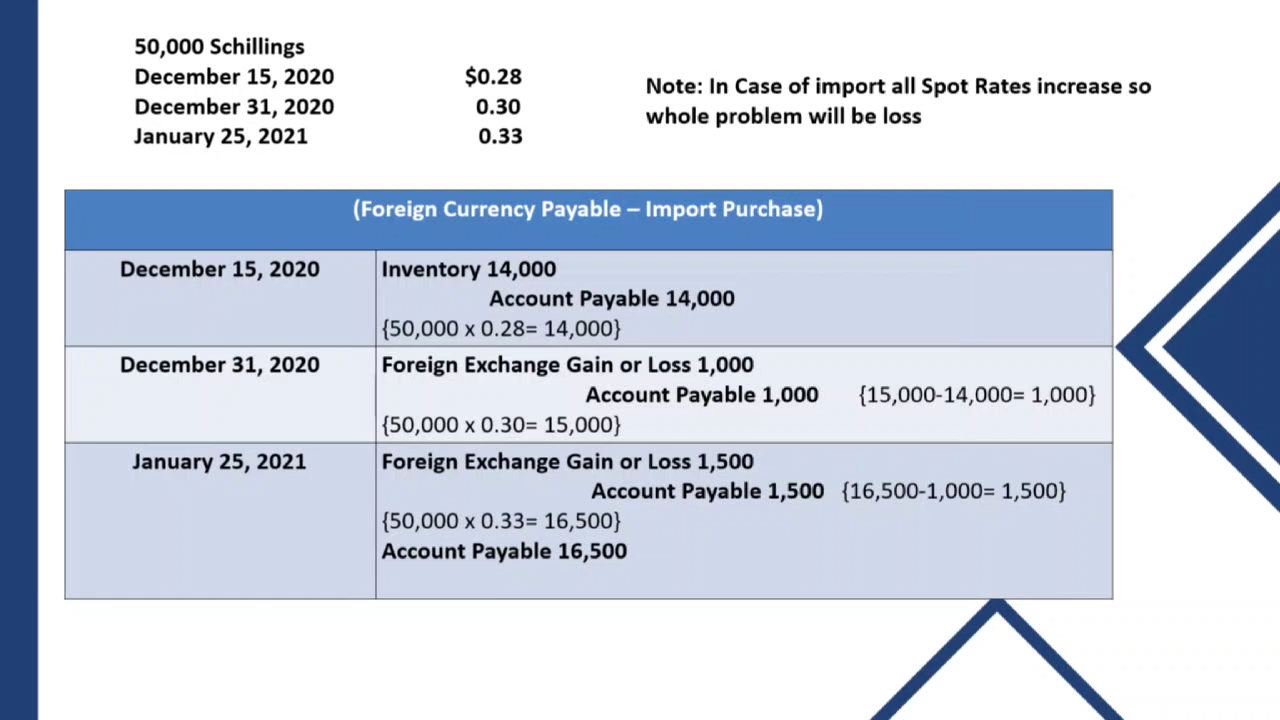 50,000 Schillings
December 15, 2020 $0.28
December 31, 2020 0.30
January 25, 2021 0.33
Note: In Case of import all Spot Rates increase so
whole problem will be loss
(Foreign Currency Payable – Import Purchase)
December 15, 2020
Inventory 14,000
Account Payable 14,000
{50,000 x 0.28= 14,000}
December 31, 2020
Foreign Exchange Gain or Loss 1,000
Account Payable 1,000 {15,000-14,000= 1,000}
{50,000 x 0.30= 15,000}
January 25, 2021
Foreign Exchange Gain or Loss 1,500
Account Payable 1,500 {16,500-1,000= 1,500}
{50,000 x 0.33= 16,500}
Account Payable 16,500